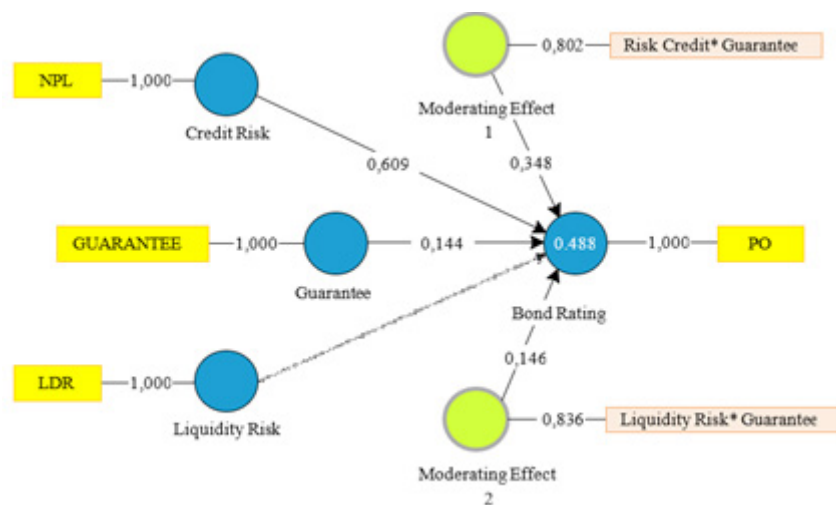 0,802
Risk Credit* Guarantee
NPL
1,000
Moderating Effect
1
Credit Risk
0,348
0,609
GUARANTEE
1,000
0,144
0.488
1,000
PO
Guarantee
Bond Rating
0,146
LDR
1,000
Liquidity Risk
0,836
Liquidity Risk* Guarantee
Moderating Effect
2